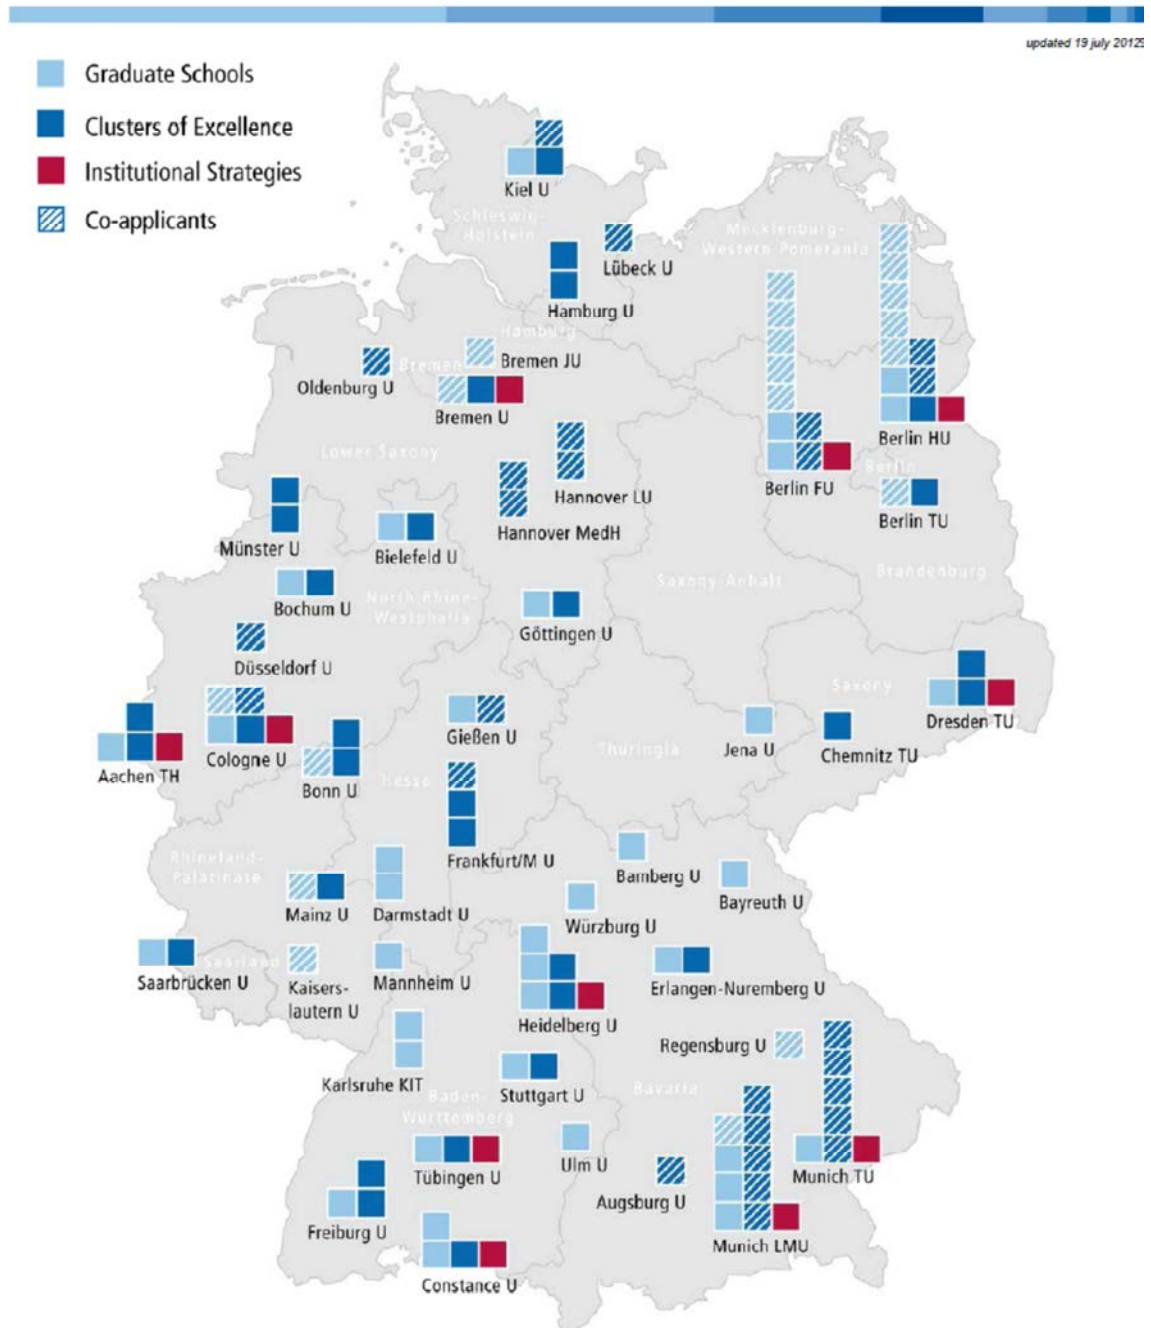 updated 19 july 2012
Graduate Schools
Clusters of Excellence
Institutional Strategies
Co-applicants
Kiel U
Schleswig-
Holstein
Lübeck U
Mecklenburg-
Western-Pomerania
Hamburg U
Hamburg
Bremen JU
Bremen
Oldenburg U
Bremen U
Berlin HU
Lower Saxony
Berlin
Berlin FU
Hannover LU
Berlin TU
Hannover MedH
Münster U
Bielefeld U
Saxony-Anhalt
Brandenburg
Bochum U
North Rhine-
Westphalia
Göttingen U
Düsseldorf U
Saxony
Dresden TU
Gießen U
Jena U
Chemnitz TU
Thuringia
Cologne U
Aachen TH
Bonn U
Hesse
Frankfurt/M U
Rhineland-
Palatinate
Bamberg U
Bayreuth U
Mainz U
Darmstadt U
Würzburg U
Saarland
Saarbrücken U
Kaisers-
lautern U
Mannheim U
Erlangen-Nuremberg U
Heidelberg U
Regensburg U
Karlsruhe KIT
Stuttgart U
Bavaria
Baden-
Württemberg
Ulm U
Tübingen U
Munich TU
Augsburg U
Freiburg U
Munich LMU
Constance U